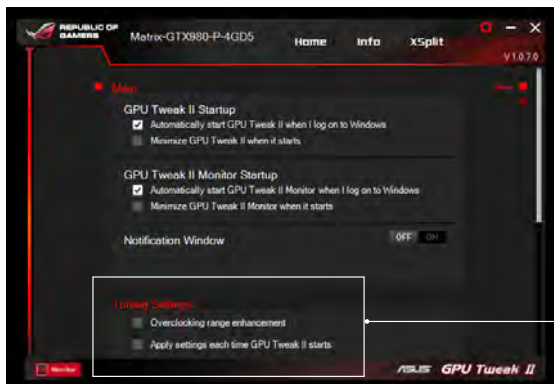 REPUBLIC OF
GAMERS
Matrix-GTX980-P-4GD5
Home Info XSplit
V1.0.7.0
Main
GPU Tweak II Startup
Automatically start GPU Tweak II when I log on to Windows
Minimize GPU Tweak II when it starts
GPU Tweak II Monitor Startup
Automatically start GPU Tweak II Monitor when I log on to Windows
Minimize GPU Tweak II Monitor when it starts
Notification Window
OFF ON
Tuning Settings
Overclocking range enhancement
Apply settings each time GPU Tweak II starts
Monitor
ASUS GPU Tweak II